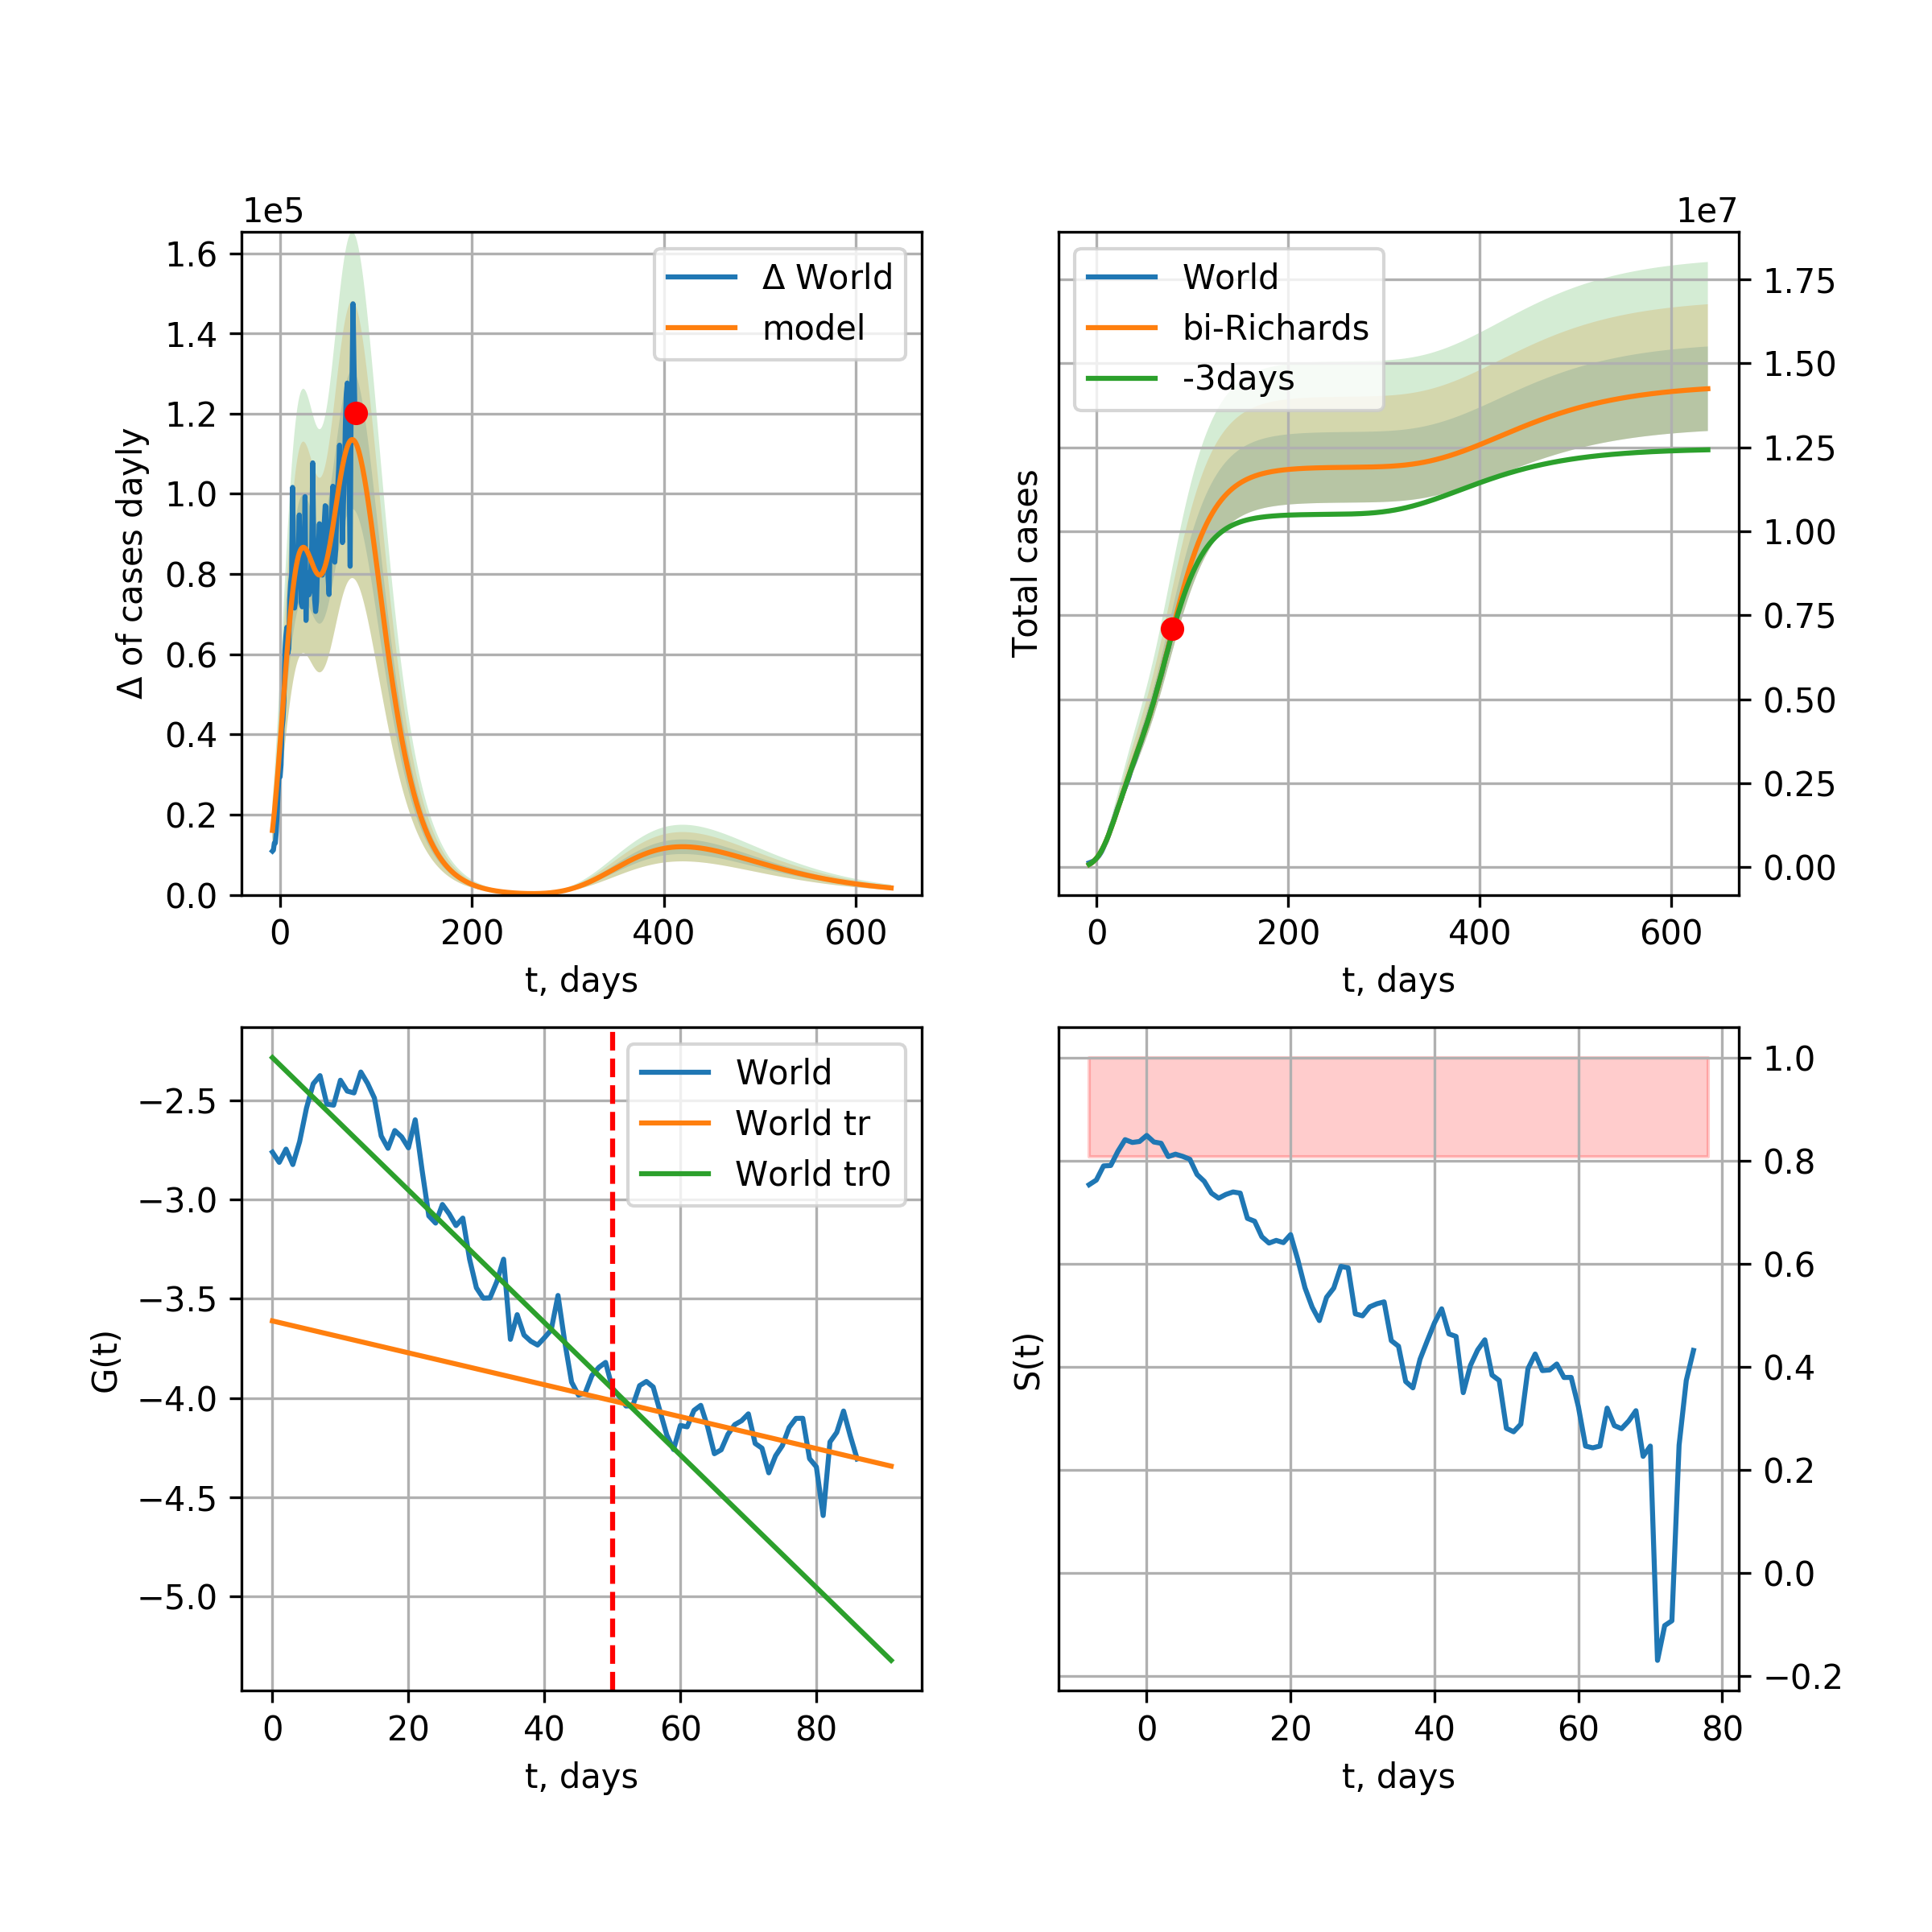 1e5
1.6
1.4
1.2
1.0
0.8
0.6
0.4
0.2
0.0
Δ of cases dayly
Δ World
model
0 200 400 600
t, days
1e7
1.75
1.50
1.25
1.00
0.75
0.50
0.25
0.00
Total cases
World
bi-Richards
-3days
0 200 400 600
t, days
−2.5
−3.0
−3.5
−4.0
−4.5
−5.0
G(t)
World
World tr
World tr0
0 20 40 60 80
t, days
1.0
0.8
0.6
0.4
0.2
0.0
−0.2
S(t)
0 20 40 60 80
t, days